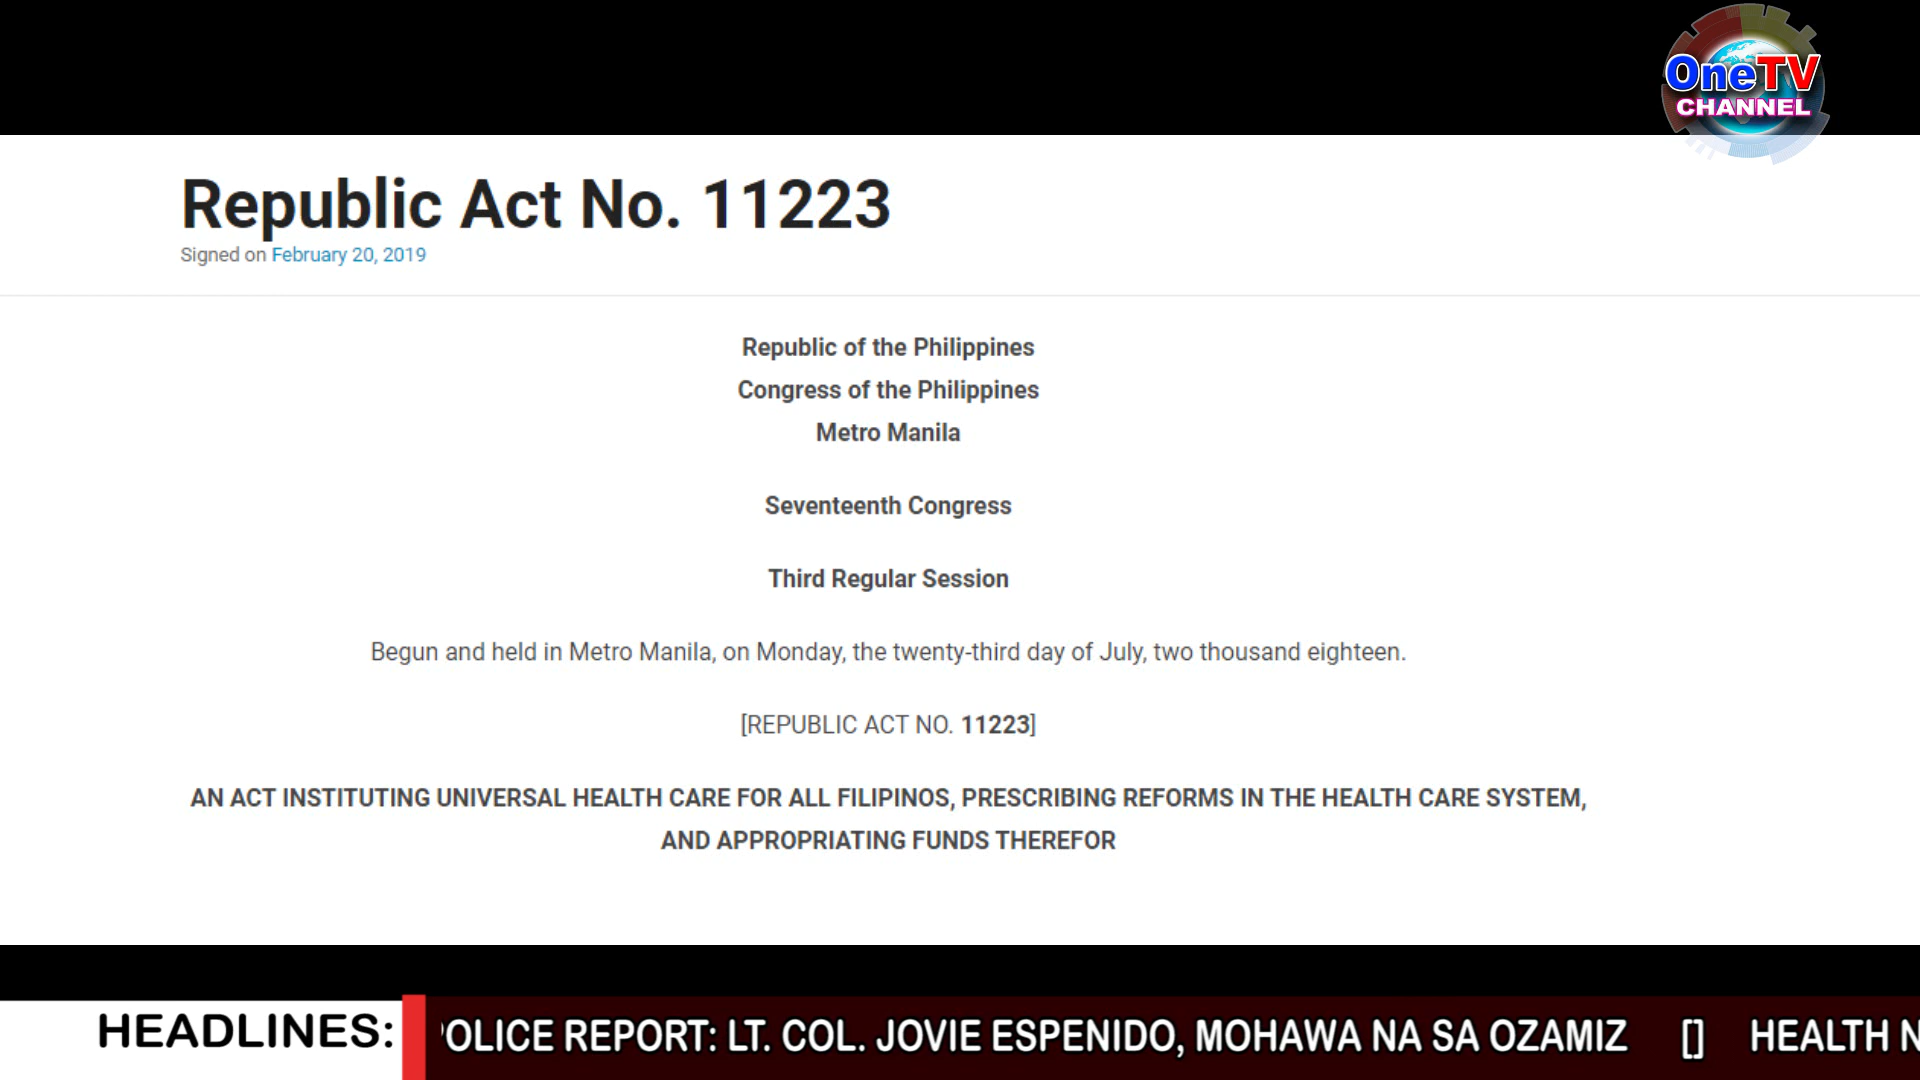 OneTV
CHANNEL
Republic Act No. 11223
Signed on February 20, 2019
Republic of the Philippines
Congress of the Philippines
Metro Manila
Seventeenth Congress
Third Regular Session
Begun and held in Metro Manila, on Monday, the twenty-third day of July, two thousand eighteen.
[REPUBLIC ACT NO. 11223]
AN ACT INSTITUTING UNIVERSAL HEALTH CARE FOR ALL FILIPINOS, PRESCRIBING REFORMS IN THE HEALTH CARE SYSTEM,
AND APPROPRIATING FUNDS THEREFOR
HEADLINES: OLICE REPORT: LT. COL. JOVIE ESPENIDO, MOHAWA NA SA OZAMIZ [] HEALTH N